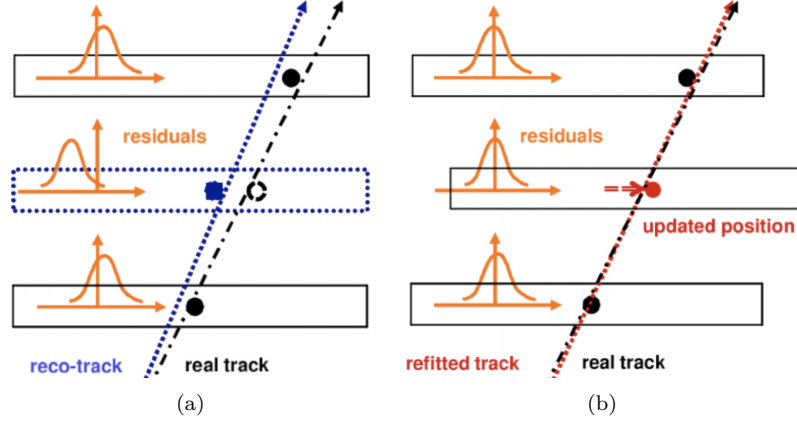 residuals
reco-track
real track
(a)
residuals
updated position
refitted track
real track
(b)